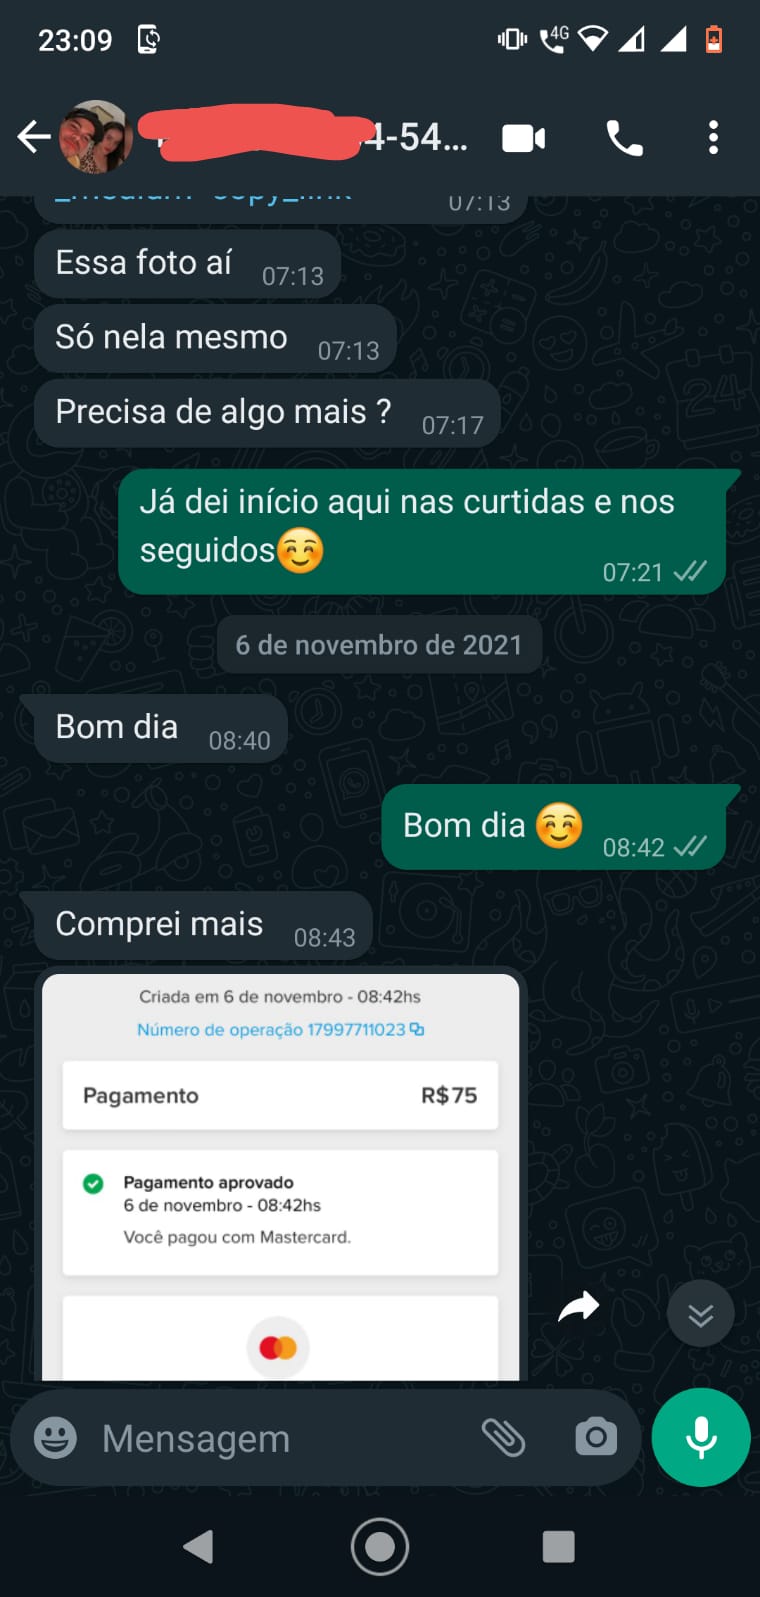 23:09
4G
4-54...
07:13
Essa foto aí 07:13
Só nela mesmo 07:13
Precisa de algo mais ? 07:17
Já dei início aqui nas curtidas e nos
seguidos☺️ 07:21
6 de novembro de 2021
Bom dia 08:40
Bom dia ☺️ 08:42
Comprei mais 08:43
Criada em 6 de novembro - 08:42hs
Número de operação 17997711023
Pagamento R$75
Pagamento aprovado
6 de novembro - 08:42hs
Você pagou com Mastercard.
Mensagem